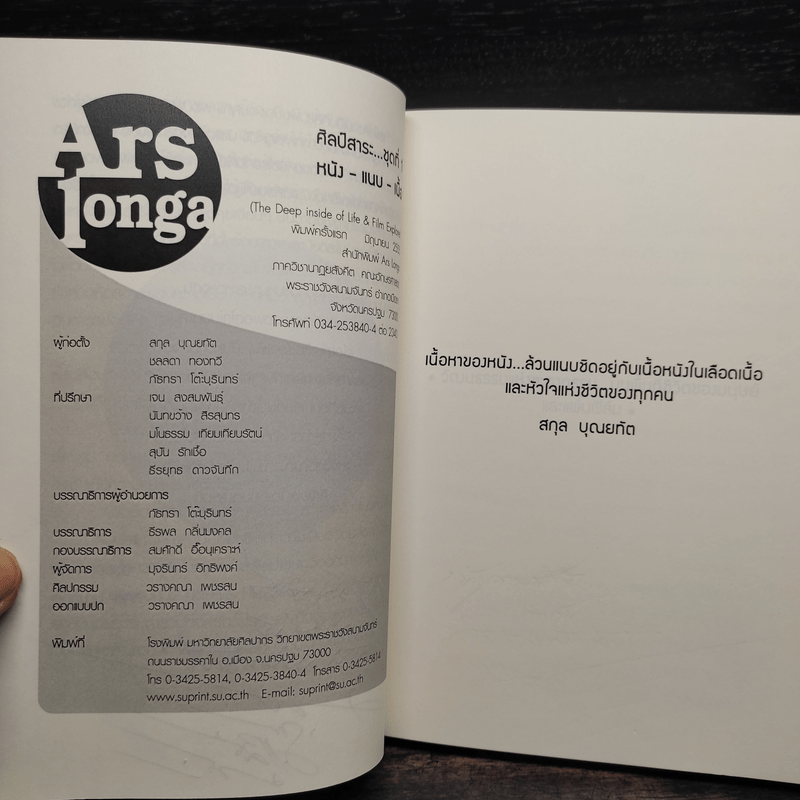 Ars
longa
ศิลป์สาระ...ชุดที่
หนัง - แนบ - เนื้อ
(The Deep inside of Life & Film Explore
พิมพ์ครั้งแรก มิถุนายน
สำนักพิมพ์ Ars Longa
ภาควิชานาฏยสังคีต คณะอักษรศาสตร์
พระราชวังสนามจันทร์ อำเภอเมือง
จังหวัดนครปฐม 7300
โทรศัพท์ 034-253840-4 ต่อ
ผู้ก่อตั้ง สกุล บุณยทัต
ชลลดา ทองทวี
ภัธทรา โต๊ะบุรินทร์
ที่ปรึกษา เจน สงสมพันธุ์
นันทขว้าง สิรสุนทร
มโนธรรม เทียมเทียบรัตน์
สุบัน รักเชื้อ
ธีรยุทธ ดาวจันทึก
บรรณาธิการผู้อำนวยการ
ภัธทรา โต๊ะบุรินทร์
บรรณาธิการ ธีรพล กลิ่นมงคล
กองบรรณาธิการ สมศักดิ์ อื้อนุเคราะห์
ผู้จัดการ มุจรินทร์ อิทธิพงศ์
ศิลปกรรม วรางคณา เพชรสน
ออกแบบปก วรางคณา เพชรสน
พิมพ์ที่ โรงพิมพ์ มหาวิทยาลัยศิลปากร วิทยาเขตพระราชวังสนามจันทร์
ถนนราชมรรคาใน อ.เมือง จ.นครปฐม 73000
โทร 0-3425-5814, 0-3425-3840-4 โทรสาร 0-3425-5814
www.suprint.su.ac.th E-mail: suprint@su.ac.th
เนื้อหาของหนัง...ล้วนแนบชิดอยู่กับเนื้อหนังในเลือดเนื้อ
และหัวใจแห่งชีวิตของทุกคน
สกุล บุณยทัต